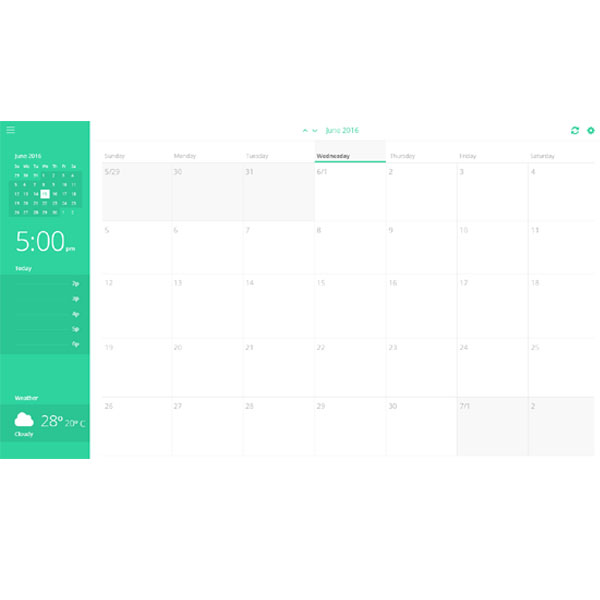 June 2016
June 2016
Su Mo Tu We Th Fr Sa
29 30 31 1 2 3 4
5 6 7 8 9 10 11
12 13 14 15 16 17 18
19 20 21 22 23 24 25
26 27 28 29 30 1 2
5:00 pm
Today
2p
3p
4p
5p
6p
Weather
28° 20° C
Cloudy
Sunday Monday Tuesday Wednesday Thursday Friday Saturday
5/29 30 31 6/1 2 3 4
5 6 7 8 9 10 11
12 13 14 15 16 17 18
19 20 21 22 23 24 25
26 27 28 29 30 7/1 2